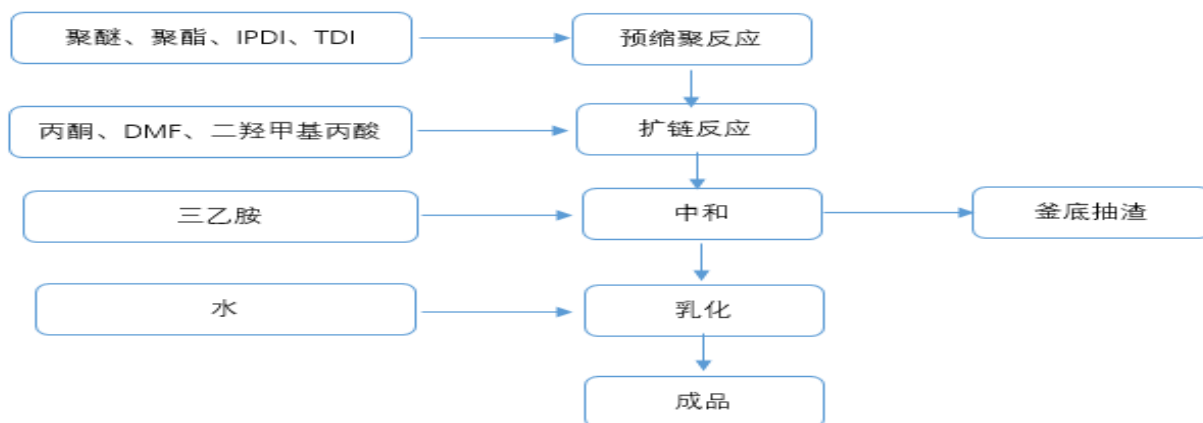 聚醚、聚酯、IPDI、TDI
预缩聚反应
丙酮、DMF、二羟甲基丙酸
扩链反应
三乙胺
中和
釜底抽渣
水
乳化
成品